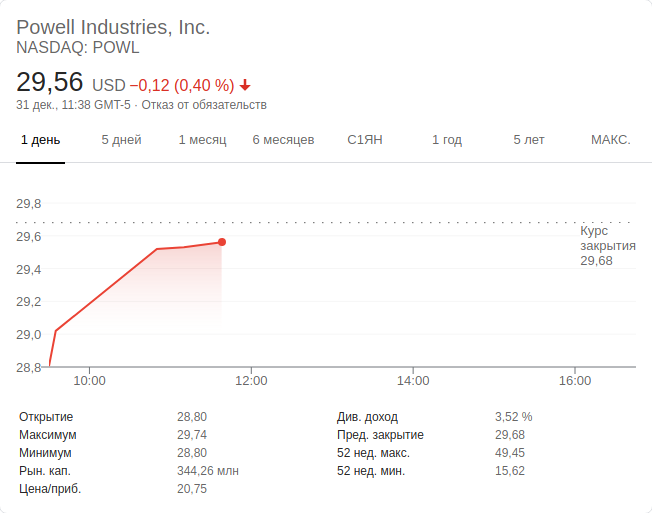 Powell Industries, Inc.
NASDAQ: POWL
29,56 USD −0,12 (0,40 %)
31 дек., 11:38 GMT-5 · Отказ от обязательств
1 день 5 дней 1 месяц 6 месяцев С1ЯН 1 год 5 лет МАКС.
29,8
29,6
29,4
29,2
29,0
28,8
Курс
закрытия
29,68
10:00 12:00 14:00 16:00
Открытие 28,80 Див. доход 3,52 %
Максимум 29,74 Пред. закрытие 29,68
Минимум 28,80 52 нед. макс. 49,45
Рын. кап. 344,26 млн 52 нед. мин. 15,62
Цена/приб. 20,75